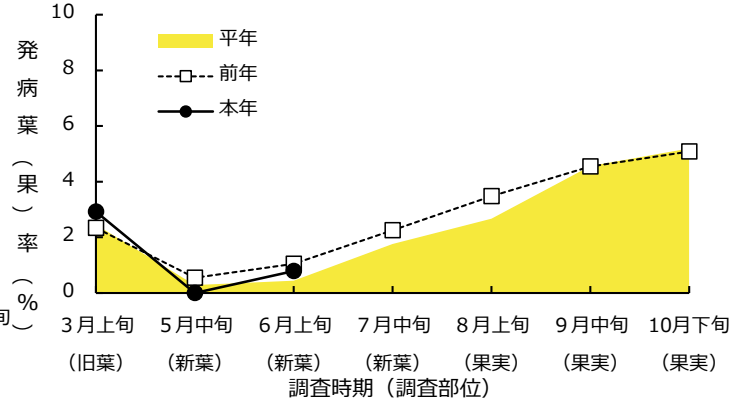 発病葉（果）率（%）
10
8
6
4
2
0
平年
前年
本年
旬
3月上旬 5月中旬 6月上旬 7月中旬 8月上旬 9月中旬 10月下旬
（旧葉） （新葉） （新葉） （新葉） （果実） （果実） （果実）
調査時期（調査部位）